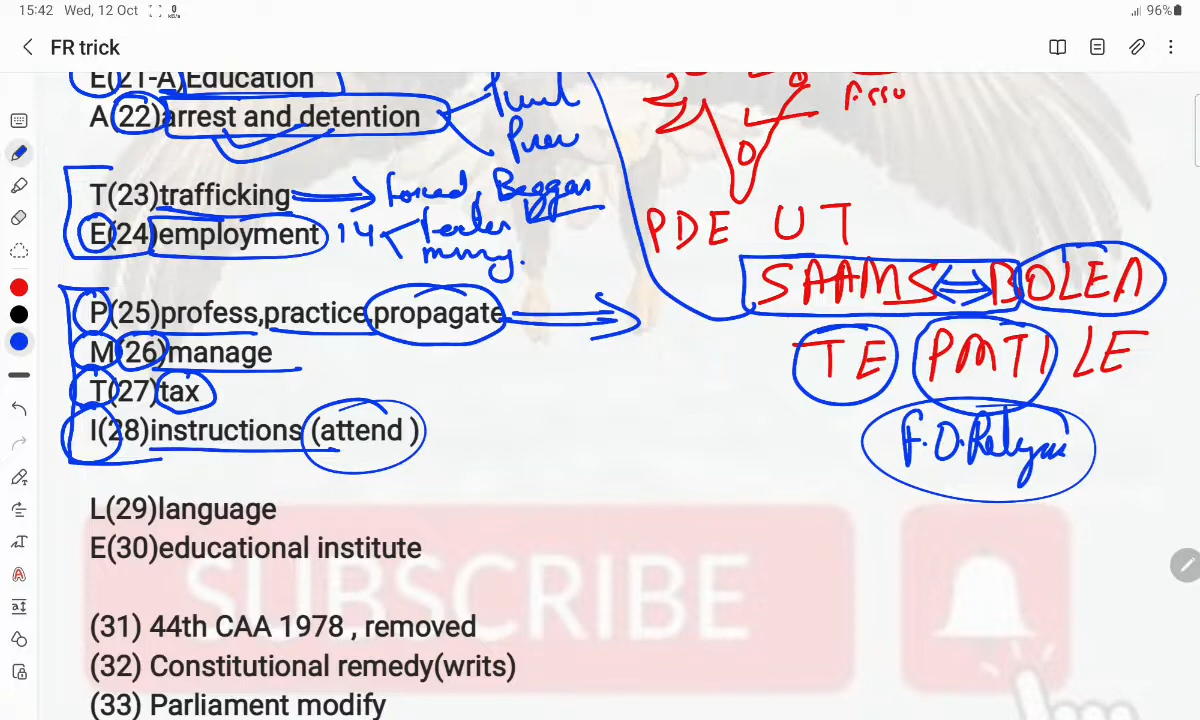 15:42 Wed, 12 Oct 0 KB/s 96%
FR trick
E(21-A)Education
A(22)arrest and detention
Asso
T(23)trafficking Forced, Beggar
E(24)employment 14
PDE UT
SAAMS BOLEA
P(25)profess,practice,propagate
M(26)manage
TE PMTI LE
T(27)tax
I(28)instructions (attend )
L(29)language
E(30)educational institute
SUBSCRIBE
(31) 44th CAA 1978 , removed
(32) Constitutional remedy(writs)
(33) Parliament modify